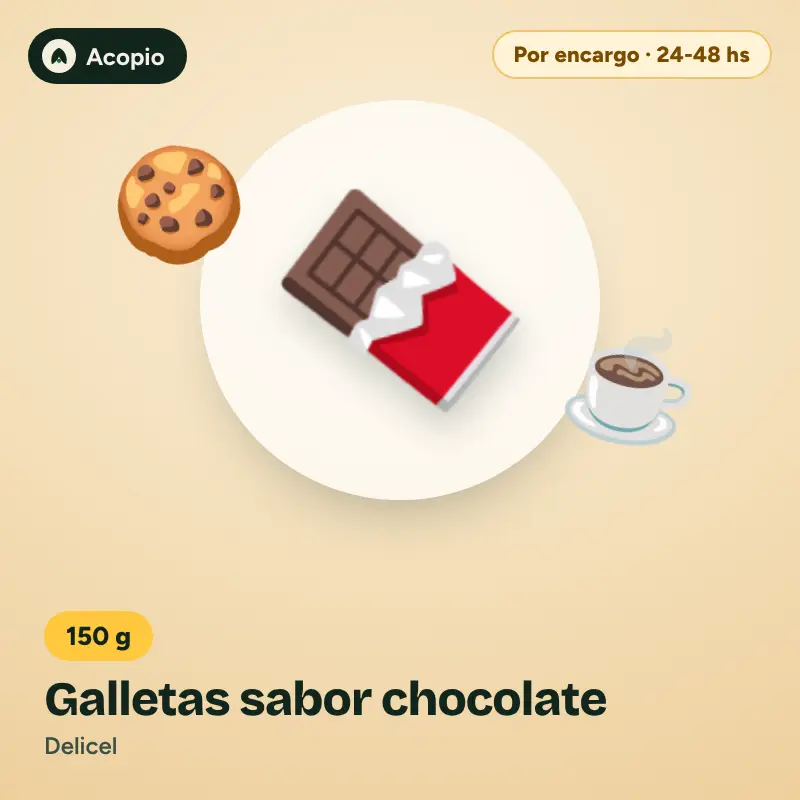 Acopio
Por encargo · 24-48 hs
150 g
Galletas sabor chocolate
Delicel